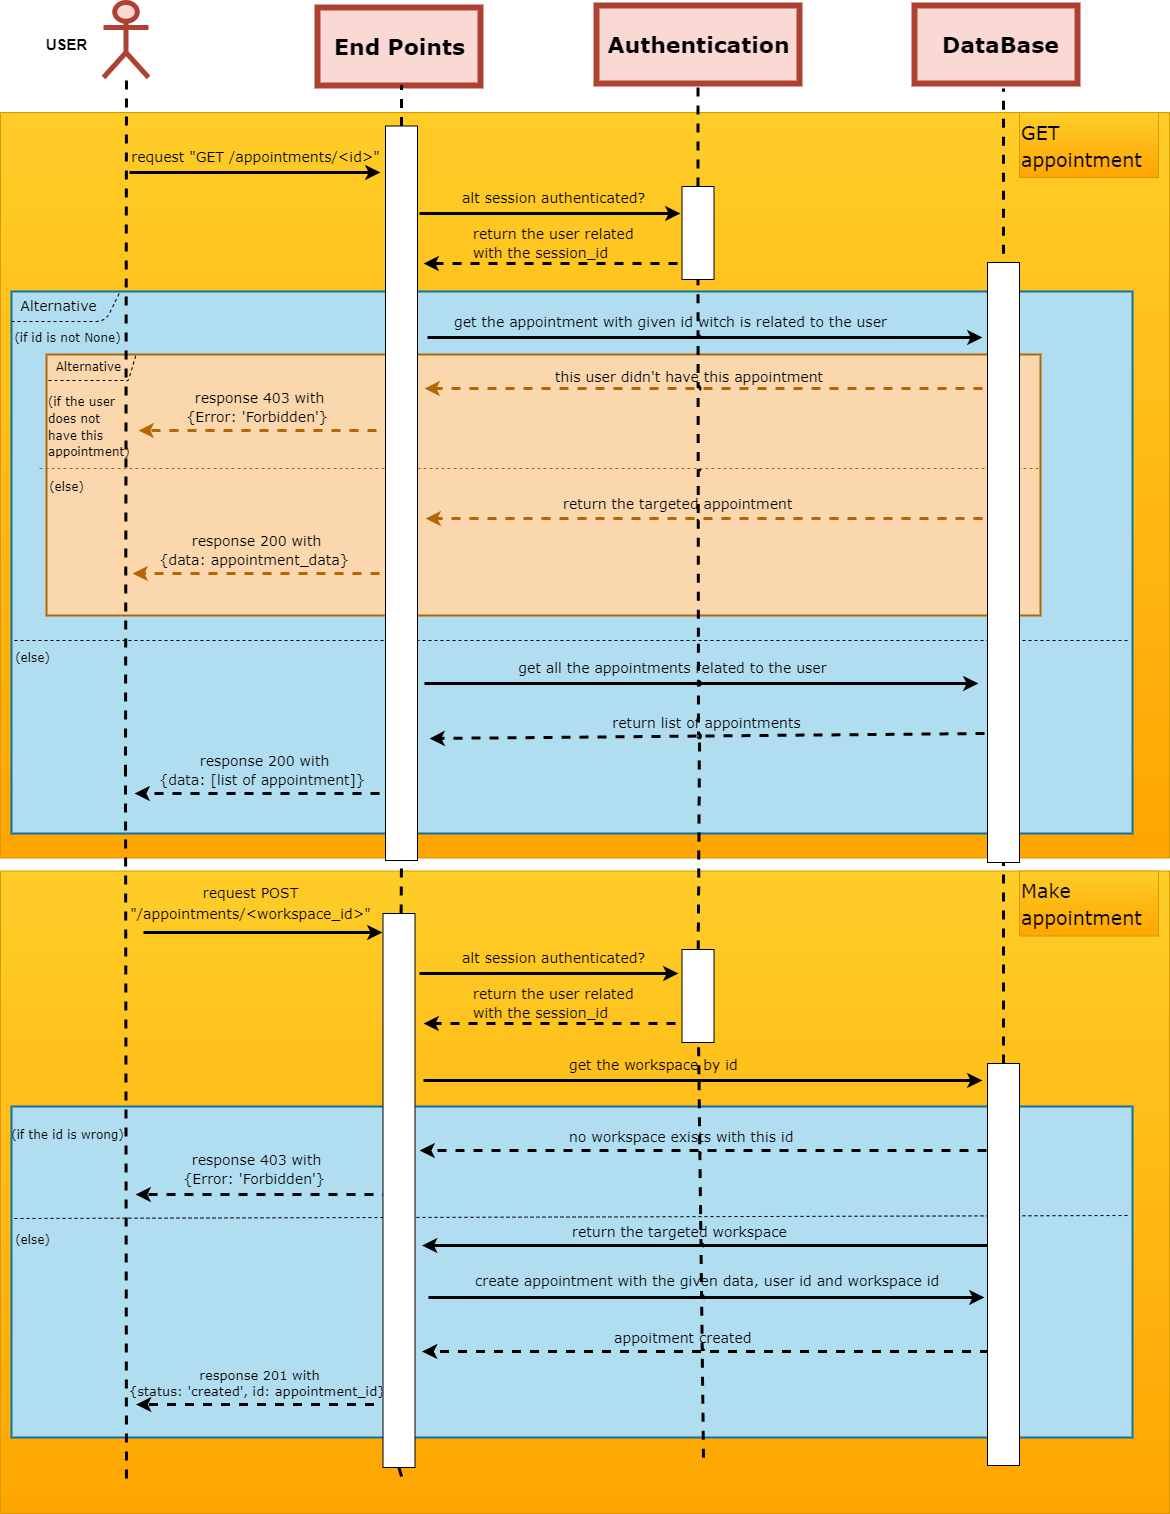 USER
End Points
Authentication
DataBase
GET
appointment
request "GET /appointments/<id>"
alt session authenticated?
return the user related
with the session_id
Alternative
(if id is not None)
get the appointment with given id witch is related to the user
Alternative
this user didn't have this appointment
(if the user
does not
have this
appointment)
response 403 with
{Error: 'Forbidden'}
(else)
return the targeted appointment
response 200 with
{data: appointment_data}
(else)
get all the appointments related to the user
return list of appointments
response 200 with
{data: [list of appointment]}
Make
appointment
request POST
"/appointments/<workspace_id>"
alt session authenticated?
return the user related
with the session_id
get the workspace by id
(if the id is wrong)
no workspace exists with this id
response 403 with
{Error: 'Forbidden'}
(else)
return the targeted workspace
create appointment with the given data, user id and workspace id
appoitment created
response 201 with
{status: 'created', id: appointment_id}